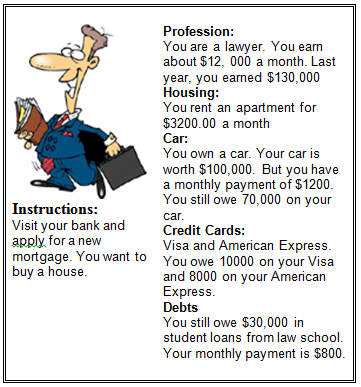 Profession:
You are a lawyer. You earn
about $12, 000 a month. Last
year, you earned $130,000
Housing:
You rent an apartment for
$3200.00 a month
Car:
You own a car. Your car is
worth $100,000. But you have
a monthly payment of $1200.
You still owe 70,000 on your
car.
Credit Cards:
Visa and American Express.
You owe 10000 on your Visa
and 8000 on your American
Express.
Debts
You still owe $30,000 in
student loans from law school.
Your monthly payment is $800.
Instructions:
Visit your bank and
apply for a new
mortgage. You want to
buy a house.